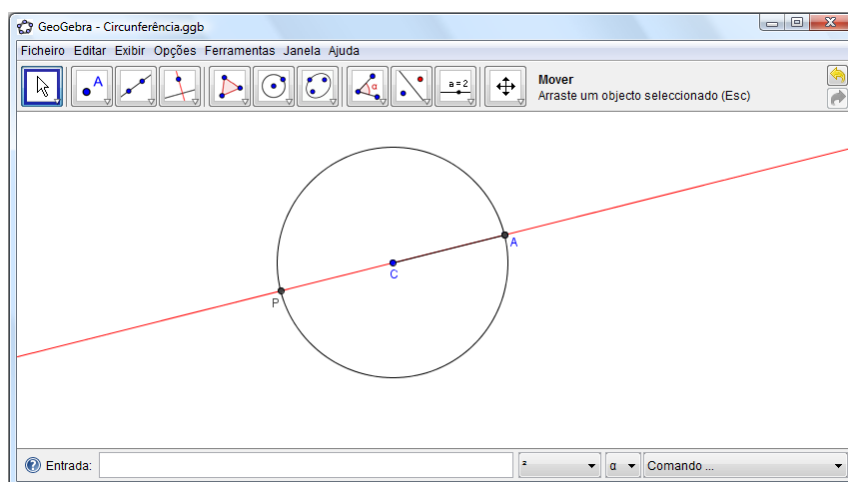 GeoGebra - Circunferência.ggb
Ficheiro Editar Exibir Opções Ferramentas Janela Ajuda
A
α
a = 2
Mover
Arraste um objecto seleccionado (Esc)
A
C
P
Entrada:
²
α
Comando ...